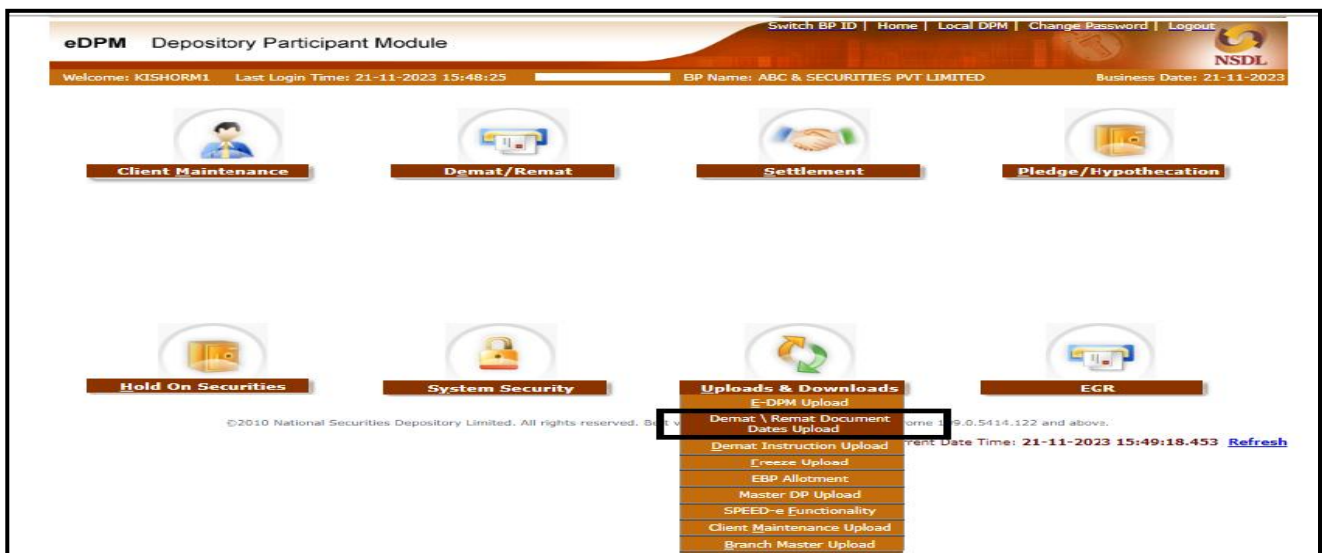 Switch BP ID | Home | Local DPM | Change Password | Logout
eDPM Depository Participant Module
NSDL
Welcome: KISHORM1 Last Login Time: 21-11-2023 15:48:25 BP Name: ABC & SECURITIES PVT LIMITED Business Date: 21-11-2023
Client Maintenance Demat/Remat Settlement Pledge/Hypothecation
Hold On Securities System Security Uploads & Downloads EGR
E-DPM Upload
©2010 National Securities Depository Limited. All rights reserved.
Demat \ Remat Document
Dates Upload
9.0.5414.122 and above.
Demat Instruction Upload
rent Date Time: 21-11-2023 15:49:18.453 Refresh
Freeze Upload
EBP Allotment
Master DP Upload
SPEED-e Functionality
Client Maintenance Upload
Branch Master Upload